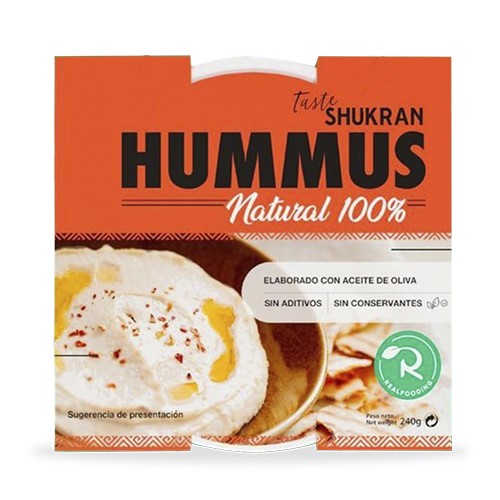 Taste
SHUKRAN
HUMMUS
Natural 100%
ELABORADO CON ACEITE DE OLIVA
SIN ADITIVOS | SIN CONSERVANTES
R
REALFOODING
Sugerencia de presentación
Peso neto
Net weight 240g